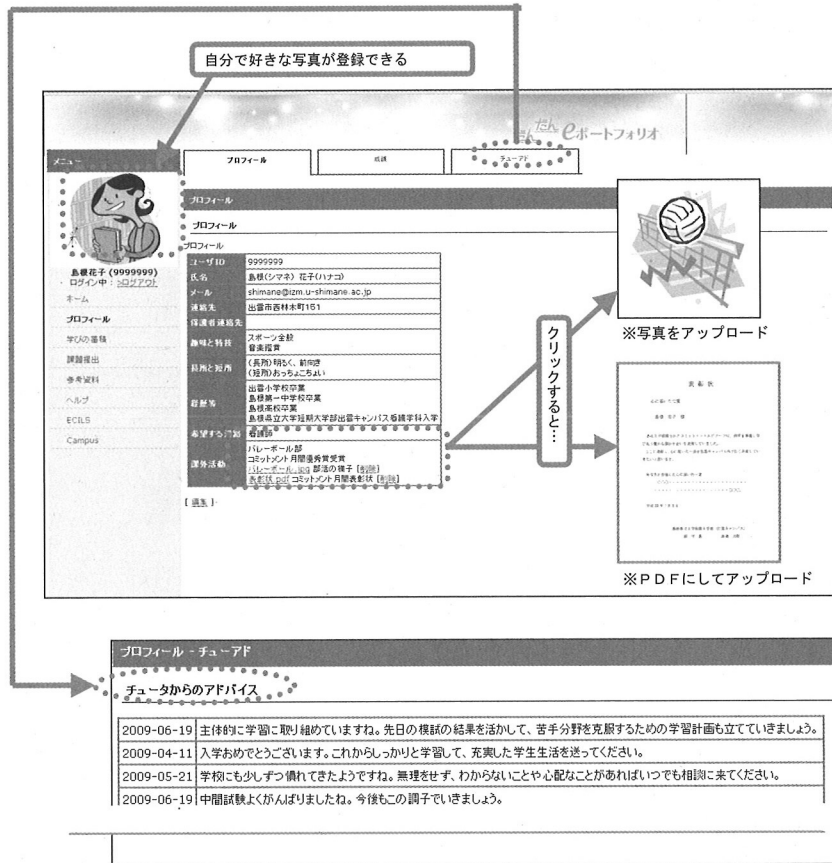 自分で好きな写真が登録できる
だんだん eポートフォリオ
メニュー
プロフィール
成績
チューアド
プロフィール
プロフィール
プロフィール
島根花子 (9999999)
ログイン中 : >ログアウト
ホーム
プロフィール
学びの蓄積
課題提出
参考資料
ヘルプ
ECILS
Campus
ユーザID 9999999
氏名 島根(シマネ) 花子(ハナコ)
メール shimane@izm.u-shimane.ac.jp
連絡先 出雲市西林木町151
保護者連絡先
趣味と特技 スポーツ全般
音楽鑑賞
長所と短所 (長所)明るく、前向き
(短所)おっちょこちょい
履歴等 出雲小学校卒業
島根第一中学校卒業
島根高校卒業
島根県立大学短期大学部出雲キャンパス看護学科入学
希望する進路 看護師
課外活動 バレーボール部
コミットメント月間優秀賞受賞
バレーボール.jpg 部活の様子 [削除]
表彰状.pdf コミットメント月間表彰状 [削除]
[ 編集 ]
クリックすると…
※写真をアップロード
表彰状
※PDFにしてアップロード
プロフィール - チューアド
チュータからのアドバイス
2009-06-19 主体的に学習に取り組めていますね。先日の模試の結果を活かして、苦手分野を克服するための学習計画も立てていきましょう。
2009-04-11 入学おめでとうございます。これからしっかりと学習して、充実した学生生活を送ってください。
2009-05-21 学校にも少しずつ慣れてきたようですね。無理をせず、わからないことや心配なことがあればいつでも相談に来てください。
2009-06-19 中間試験よくがんばりましたね。今後もこの調子でいきましょう。